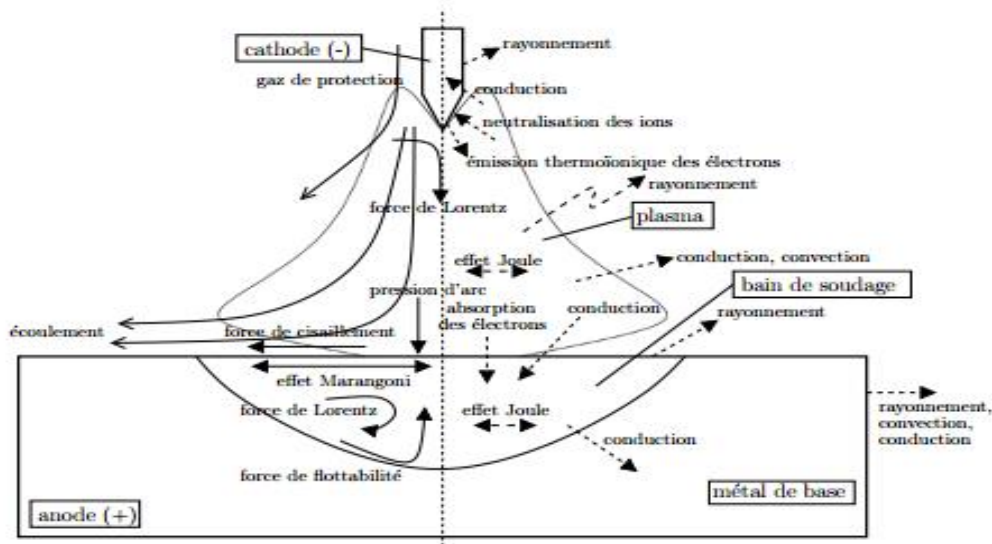 cathode (-)
rayonnement
gaz de protection
conduction
neutralisation des ions
émission thermoïonique des électrons
rayonnement
force de Lorentz
plasma
effet Joule
conduction, convection
bain de soudage
pression d'arc
absorption
des électrons
conduction
rayonnement
écoulement
force de cisaillement
effet Marangoni
force de Lorentz
effet Joule
rayonnement,
convection,
conduction
conduction
force de flottabilité
métal de base
anode (+)